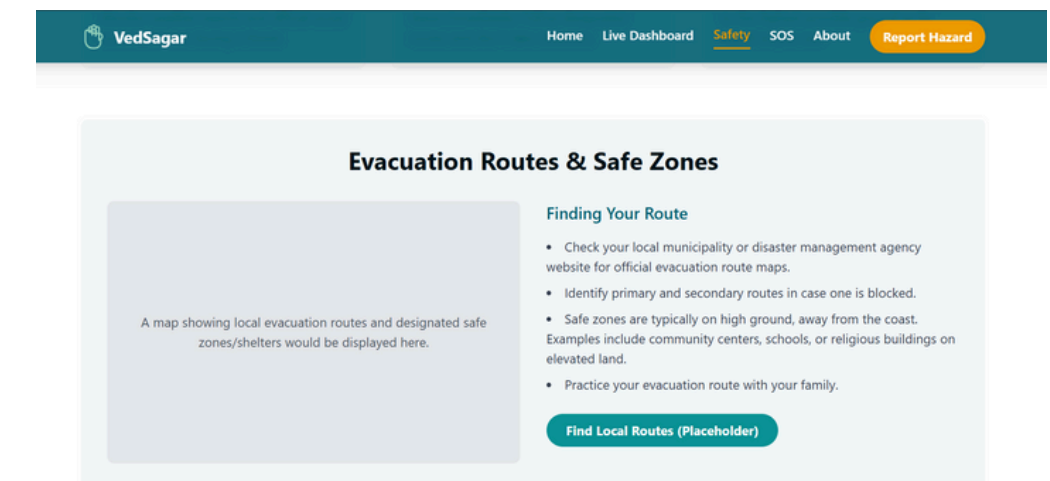 VedSagar
Home Live Dashboard Safety SOS About Report Hazard
Evacuation Routes & Safe Zones
A map showing local evacuation routes and designated safe
zones/shelters would be displayed here.
Finding Your Route
• Check your local municipality or disaster management agency
website for official evacuation route maps.
• Identify primary and secondary routes in case one is blocked.
• Safe zones are typically on high ground, away from the coast.
Examples include community centers, schools, or religious buildings on
elevated land.
• Practice your evacuation route with your family.
Find Local Routes (Placeholder)